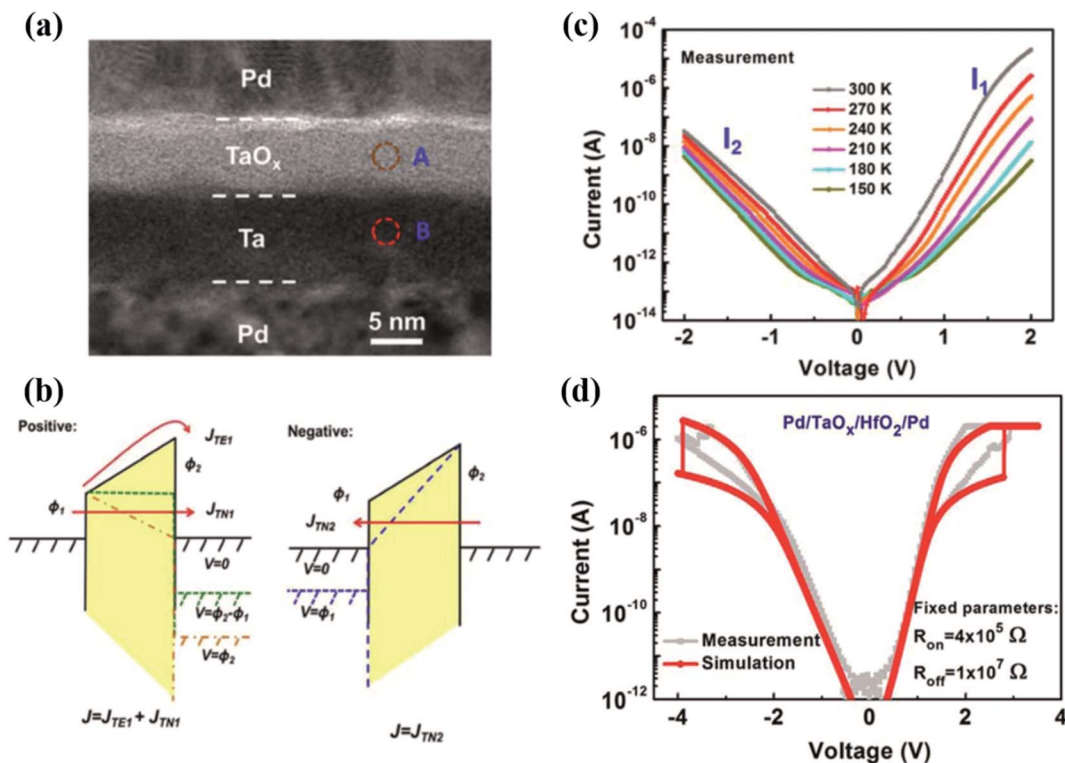 (a)
Pd
TaOx
A
Ta
B
Pd
5 nm
(b)
Positive:
JTE1
ϕ2
ϕ1
JTN1
V=0
V=ϕ2-ϕ1
V=ϕ2
J=JTE1 + JTN1
Negative:
ϕ1
ϕ2
JTN2
V=0
V=ϕ1
J=JTN2
(c)
Current (A)
10-4
10-6
10-8
10-10
10-12
10-14
Measurement
I1
I2
300 K
270 K
240 K
210 K
180 K
150 K
-2 -1 0 1 2
Voltage (V)
(d)
Current (A)
10-6
10-8
10-10
10-12
Pd/TaOx/HfO2/Pd
Measurement
Simulation
Fixed parameters:
Ron=4x105 Ω
Roff=1x107 Ω
-4 -2 0 2 4
Voltage (V)